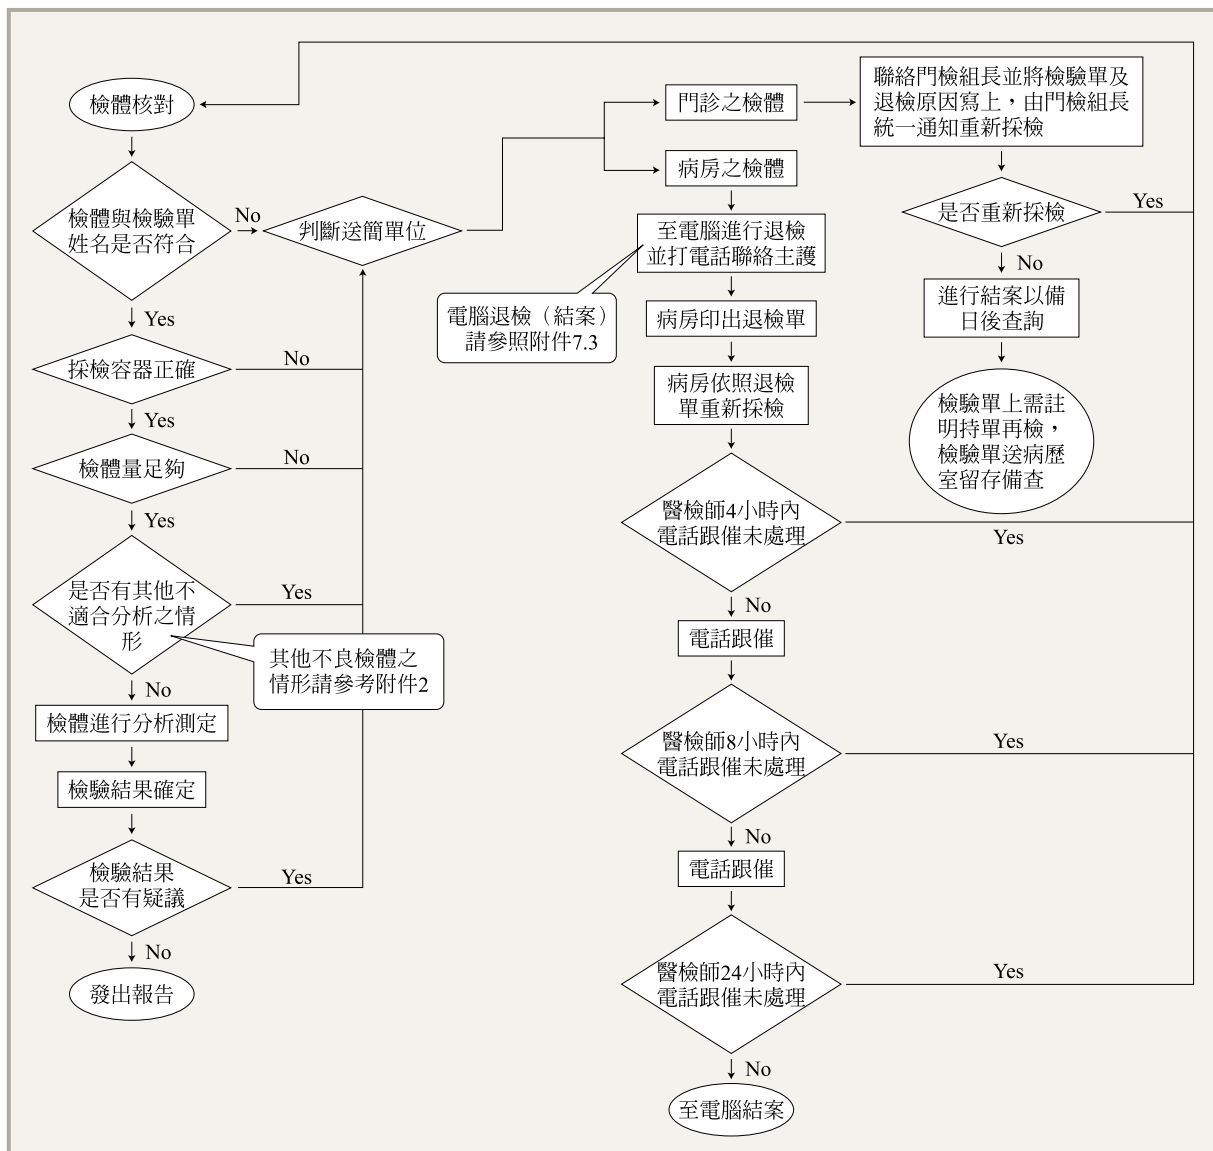 檢體核對
檢體與檢驗單
姓名是否符合
No
Yes
採檢容器正確
No
Yes
檢體量足夠
No
Yes
是否有其他不
適合分析之情
形
Yes
其他不良檢體之
情形請參考附件2
No
檢體進行分析測定
檢驗結果確定
檢驗結果
是否有疑議
Yes
No
發出報告
判斷送簡單位
門診之檢體
聯絡門檢組長並將檢驗單及
退檢原因寫上，由門檢組長
統一通知重新採檢
是否重新採檢
Yes
No
進行結案以備
日後查詢
檢驗單上需註
明持單再檢，
檢驗單送病歷
室留存備查
病房之檢體
至電腦進行退檢
並打電話聯絡主護
電腦退檢（結案）
請參照附件7.3
病房印出退檢單
病房依照退檢
單重新採檢
醫檢師4小時內
電話跟催未處理
Yes
No
電話跟催
醫檢師8小時內
電話跟催未處理
Yes
No
電話跟催
醫檢師24小時內
電話跟催未處理
Yes
No
至電腦結案